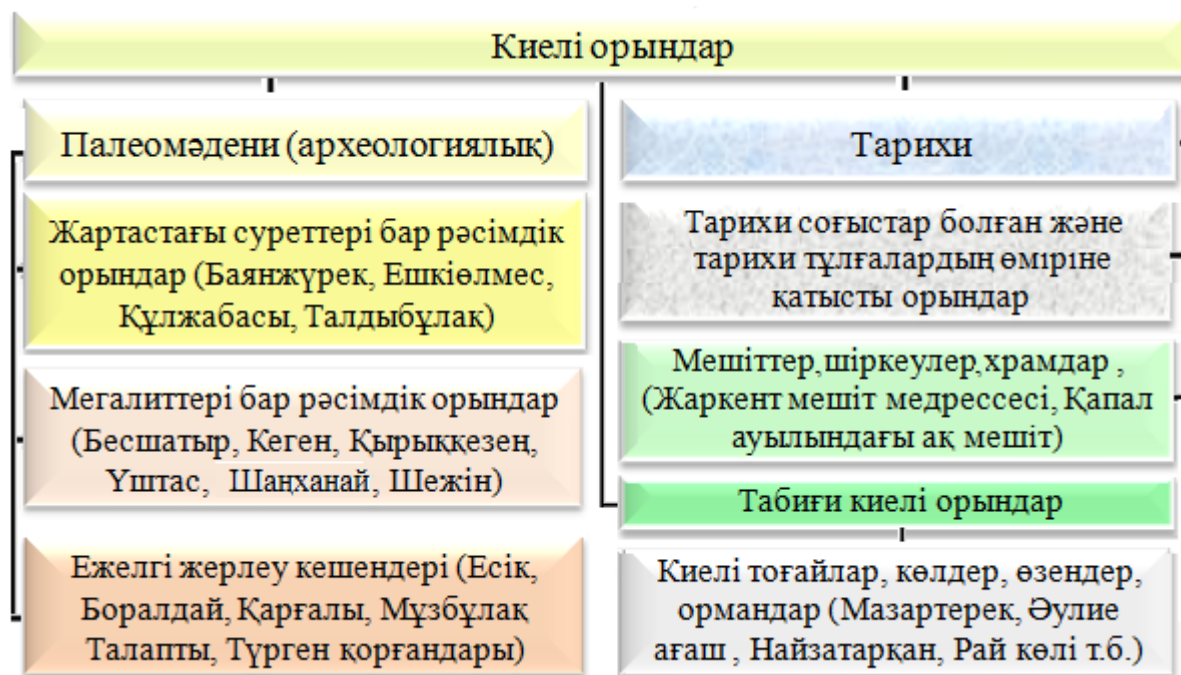 Киелі орындар
Палеомәдени (археологиялық)
Жартастағы суреттері бар рәсімдік
орындар (Баянжүрек, Ешкіөлмес,
Құлжабасы, Талдыбұлақ)
Мегалиттері бар рәсімдік орындар
(Бесшатыр, Кеген, Қырыққезең,
Үштас, Шаңханай, Шежін)
Ежелгі жерлеу кешендері (Есік,
Боралдай, Қарғалы, Мұзбұлақ
Талапты, Түрген қорғандары)
Тарихи
Тарихи соғыстар болған және
тарихи тұлғалардың өміріне
қатысты орындар
Мешіттер,шіркеулер,храмдар ,
(Жаркент мешіт медрессесі, Қапал
ауылындағы ақ мешіт)
Табиғи киелі орындар
Киелі тоғайлар, көлдер, өзендер,
ормандар (Мазартерек, Әулие
ағаш , Найзатарқан, Рай көлі т.б.)